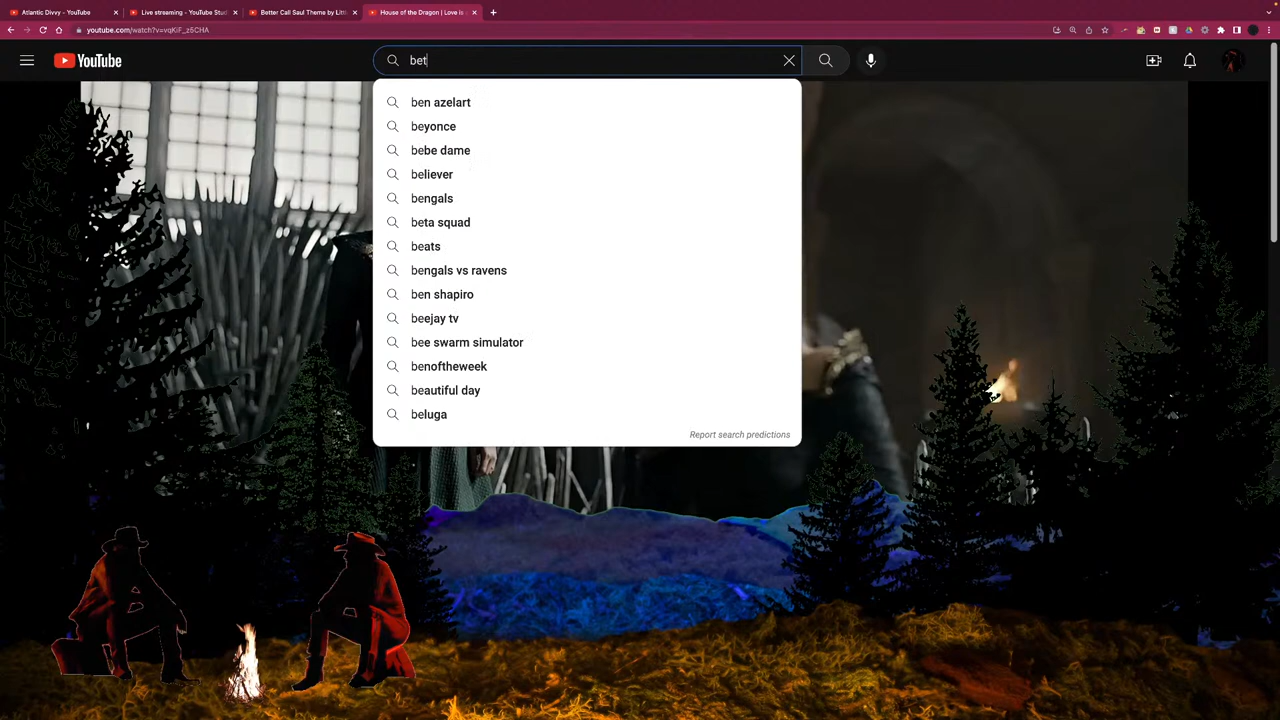 Atlantic Divvy - YouTube
Live streaming - YouTube Stud
Better Call Saul Theme by Littl
House of the Dragon | Love is
youtube.com/watch?v=vqKiF_z5CHA
YouTube
bet
ben azelart
beyonce
bebe dame
believer
bengals
beta squad
beats
bengals vs ravens
ben shapiro
beejay tv
bee swarm simulator
benoftheweek
beautiful day
beluga
Report search predictions